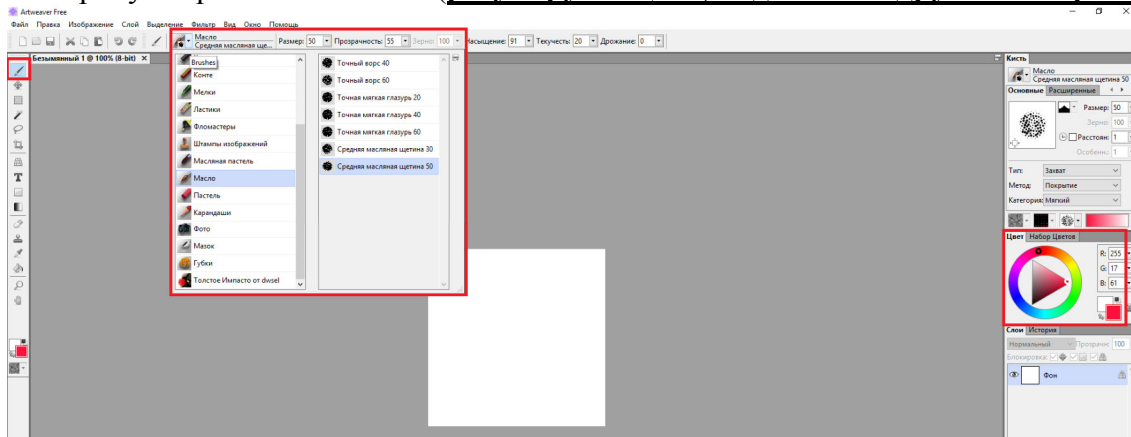 Artweaver Free
Файл Правка Изображение Слой Выделение Фильтр Вид Окно Помощь
Масло
Средняя масляная ще... Размер: 50 Прозрачность: 55 Зерно: 100 Насыщение: 91 Текучесть: 20 Дрожание: 0
Безымянный 1 @ 100% (8-bit) ×
Brushes
Конте
Мелки
Ластики
Фломастеры
Штампы изображений
Масляная пастель
Масло
Пастель
Карандаши
Фото
Мазок
Губки
Толстое Импасто от dwsel
Точный ворс 40
Точный ворс 60
Точная мягкая глазурь 20
Точная мягкая глазурь 40
Точная мягкая глазурь 60
Средняя масляная щетина 30
Средняя масляная щетина 50
Кисть
Масло
Средняя масляная щетина 50
Основные Расширенные
Размер: 50
Зерно: 100
Расстоян: 1
Особенн.: 1
Тип: Захват
Метод: Покрытие
Категория: Мягкий
Цвет Набор Цветов
R: 255
G: 17
B: 61
Слои История
Нормальный Прозрачн: 100
Блокировка:
Фон